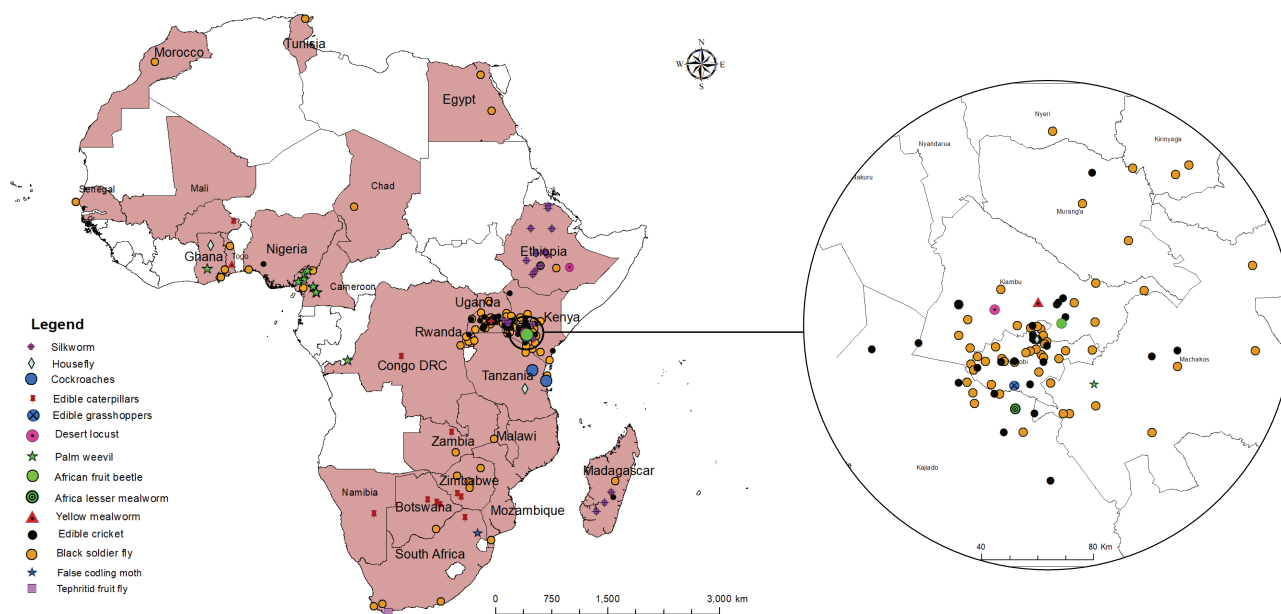 Morocco
Tunisia
Egypt
Senegal
Mali
Chad
Ghana
Togo
Nigeria
Cameroon
Ethiopia
Uganda
Kenya
Rwanda
Congo DRC
Tanzania
Zambia
Malawi
Zimbabwe
Madagascar
Namibia
Botswana
Mozambique
South Africa
N
W E
S
Legend
Silkworm
Housefly
Cockroaches
Edible caterpillars
Edible grasshoppers
Desert locust
Palm weevil
African fruit beetle
Africa lesser mealworm
Yellow mealworm
Edible cricket
Black soldier fly
False codling moth
Tephritid fruit fly
0 750 1,500 3,000 km
Nyeri
Kirinyaga
Nyandarua
Murang'a
Kiambu
Machakos
Kajiado
40 80 Km